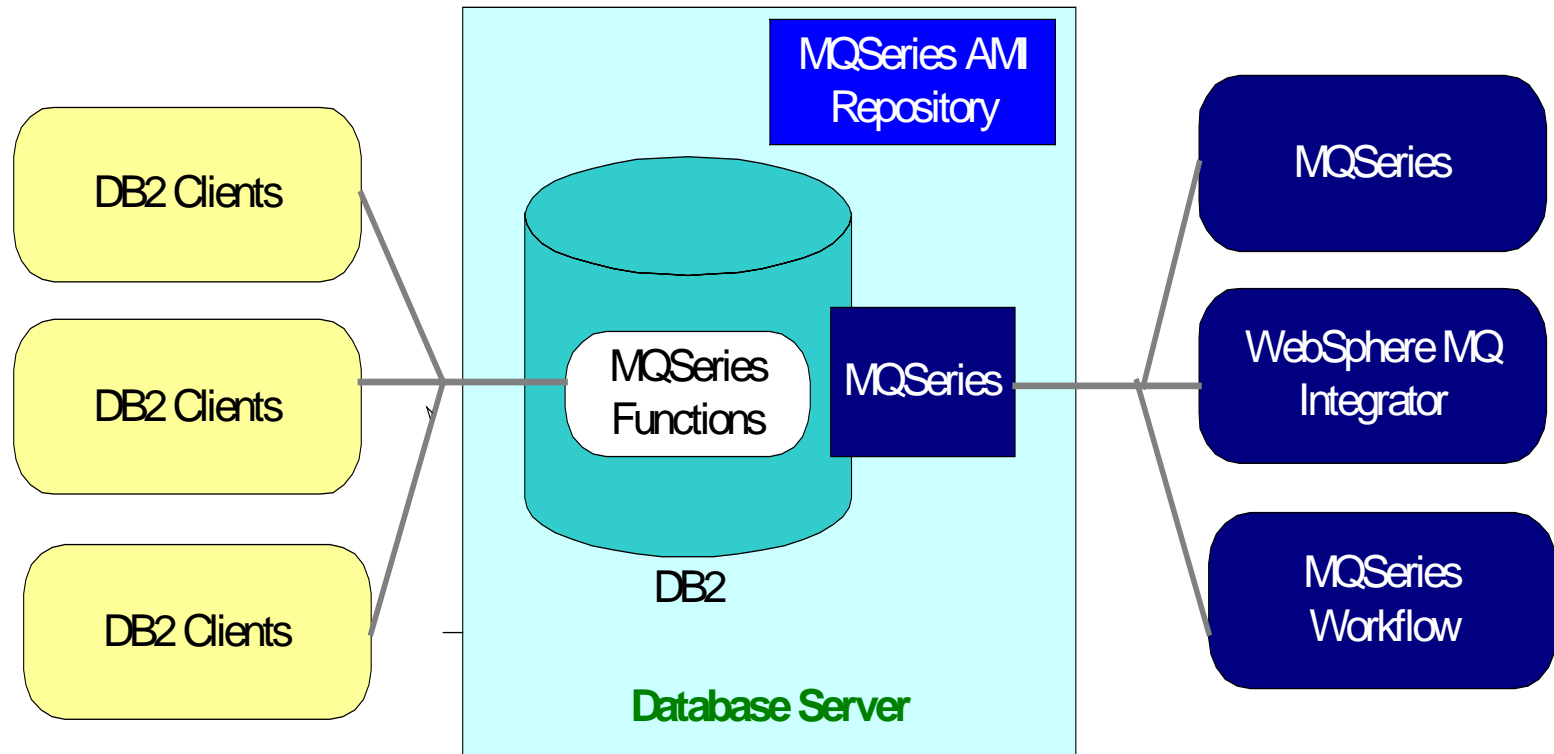 MQSeries AMI
Repository
DB2 Clients
DB2 Clients
DB2 Clients
MQSeries
Functions
MQSeries
DB2
Database Server
MQSeries
WebSphere MQ
Integrator
MQSeries
Workflow